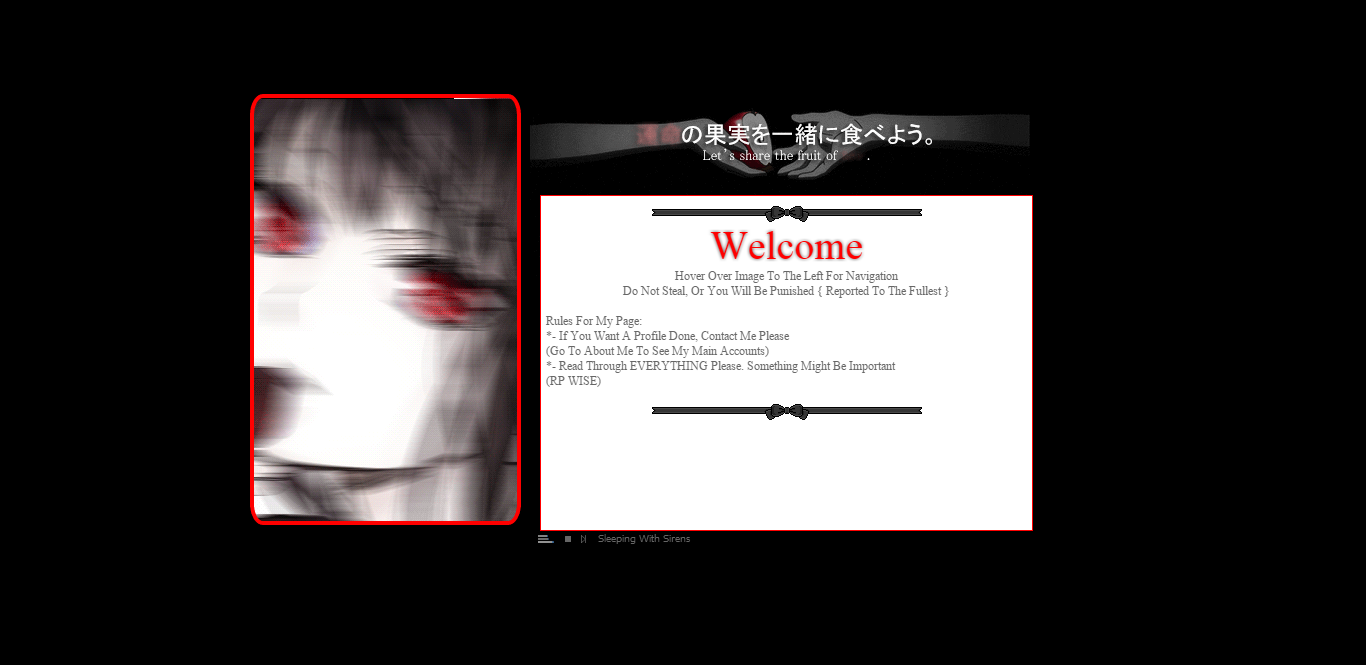 の果実を一緒に食べよう。
Let's share the fruit of .
Welcome
Hover Over Image To The Left For Navigation
Do Not Steal, Or You Will Be Punished { Reported To The Fullest }
Rules For My Page:
*- If You Want A Profile Done, Contact Me Please
(Go To About Me To See My Main Accounts)
*- Read Through EVERYTHING Please. Something Might Be Important
(RP WISE)
Sleeping With Sirens